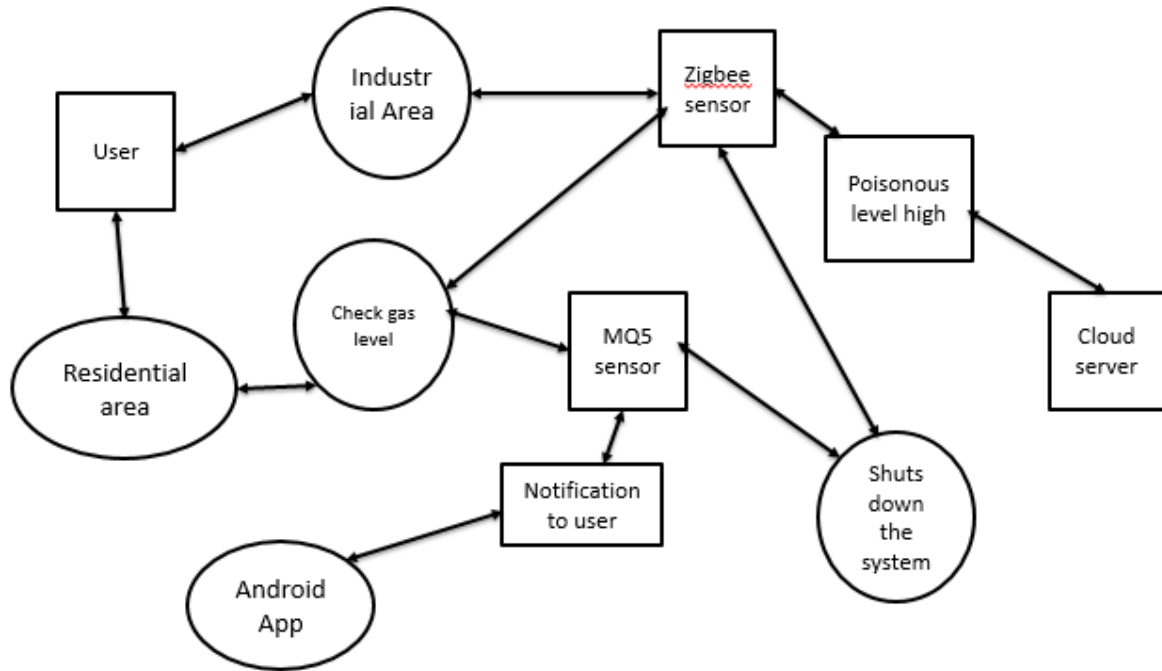 Industr
ial Area
Zigbee
sensor
User
Poisonous
level high
Check gas
level
MQ5
sensor
Cloud
server
Residential
area
Notification
to user
Shuts
down
the
system
Android
App